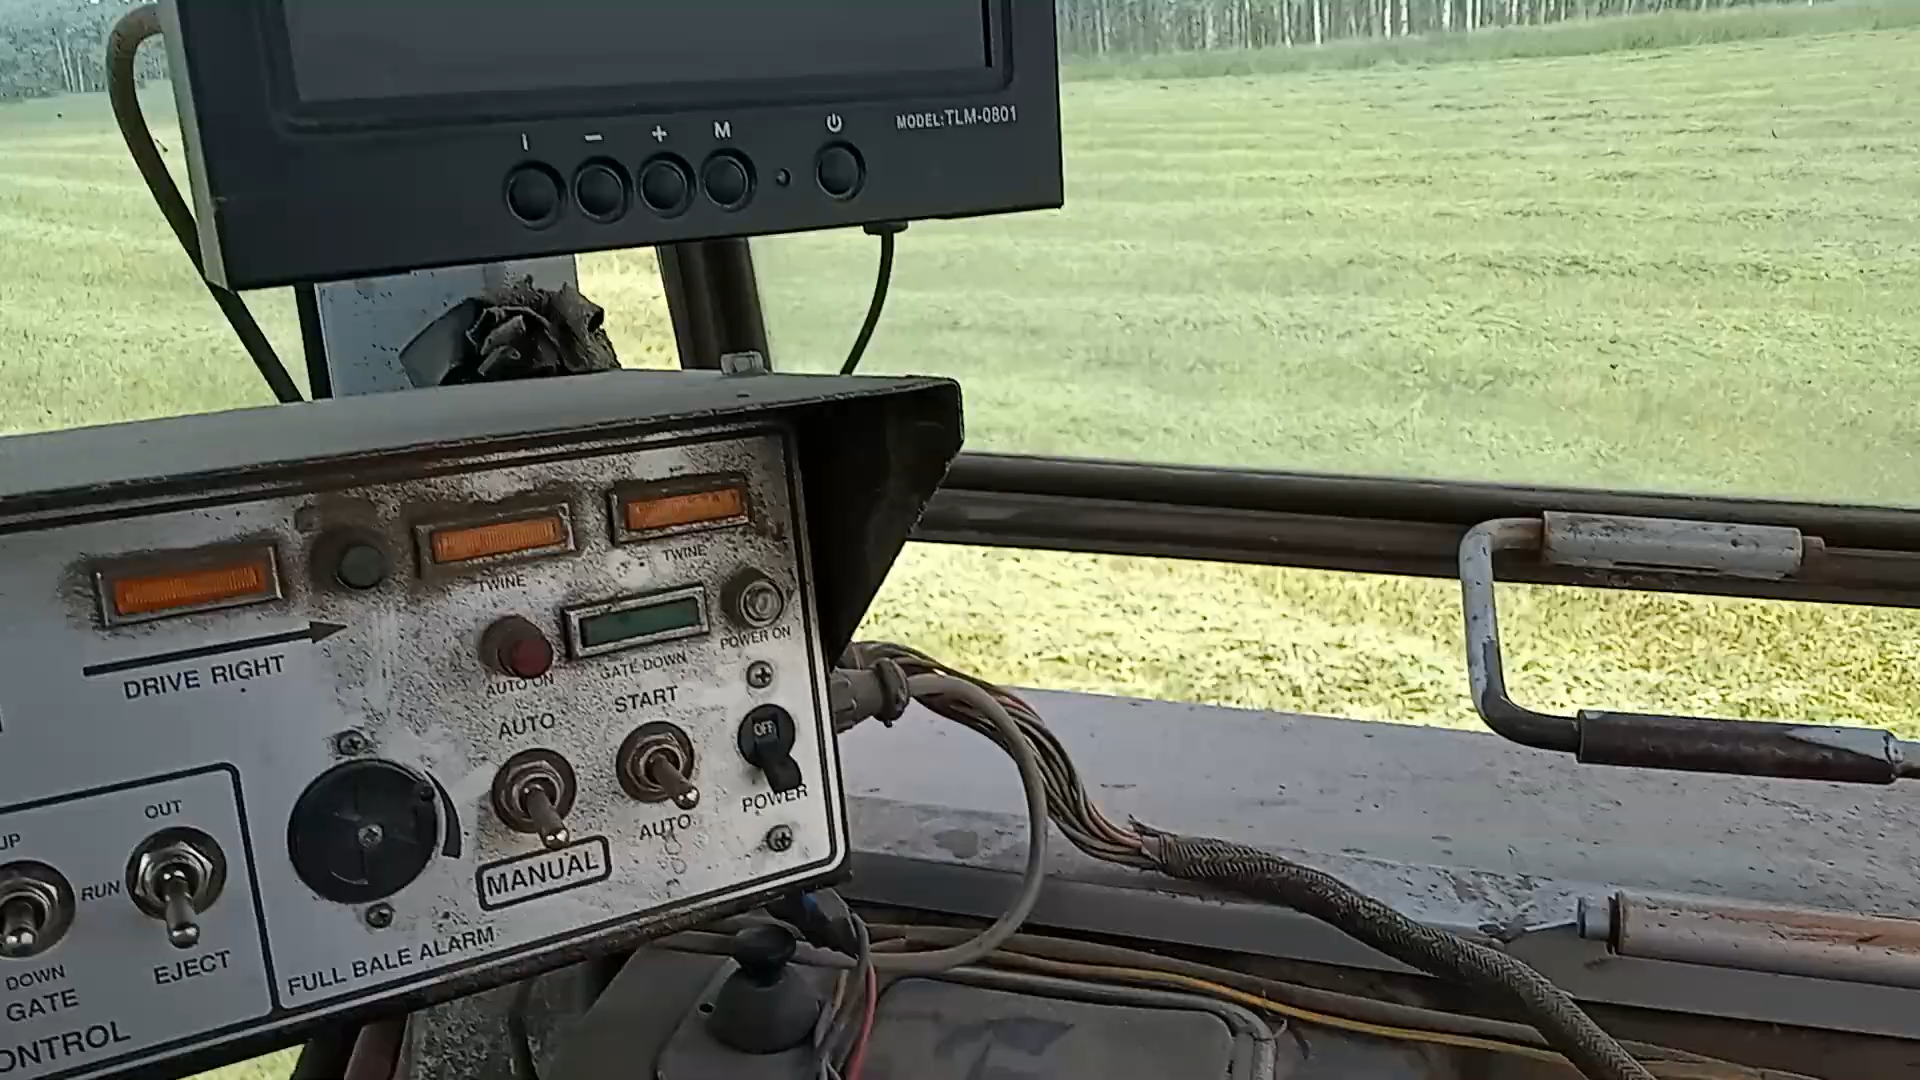 I − + M
MODEL:TLM-0801
TWINE
TWINE
DRIVE RIGHT
AUTO ON
GATE DOWN
POWER ON
AUTO
START
OFF
MANUAL
AUTO
POWER
UP
OUT
RUN
DOWN
EJECT
GATE
FULL BALE ALARM